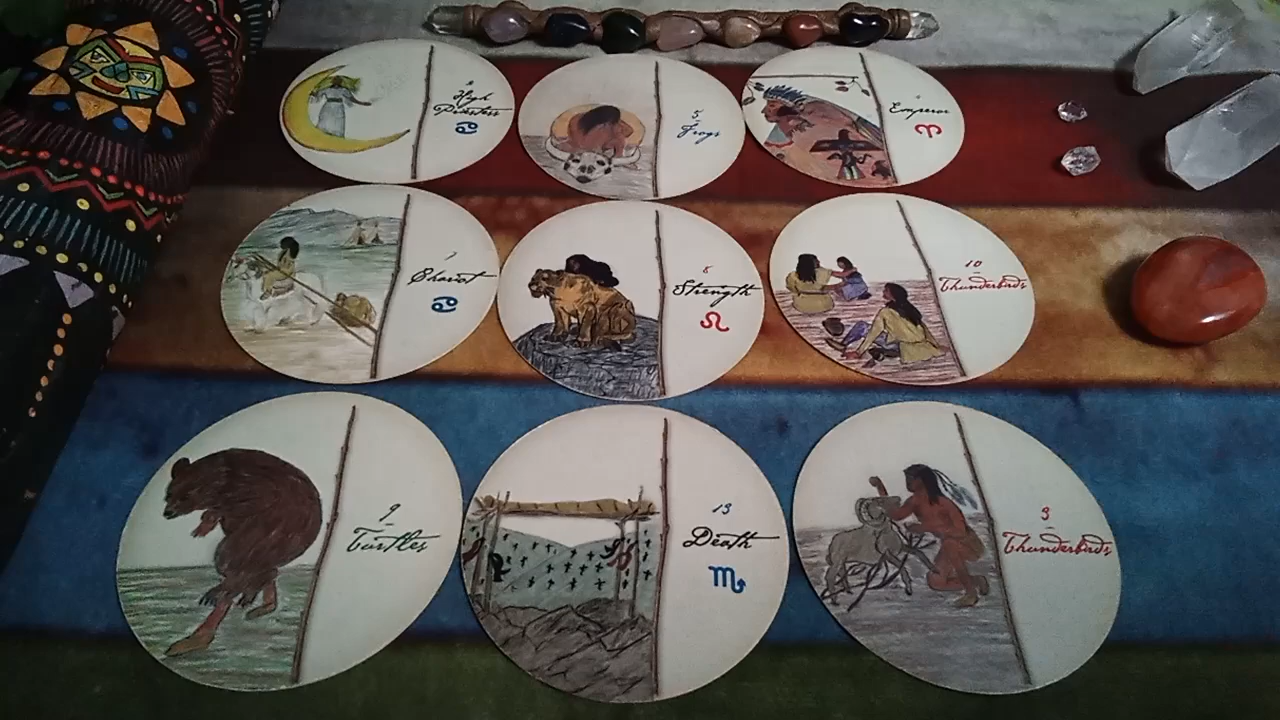 High
Priestess
♋
5
Frogs
Emperor
♈
7
Chariot
♋
8
Strength
♌
10
Thunderbirds
9
Turtles
13
Death
♏
3
Thunderbirds